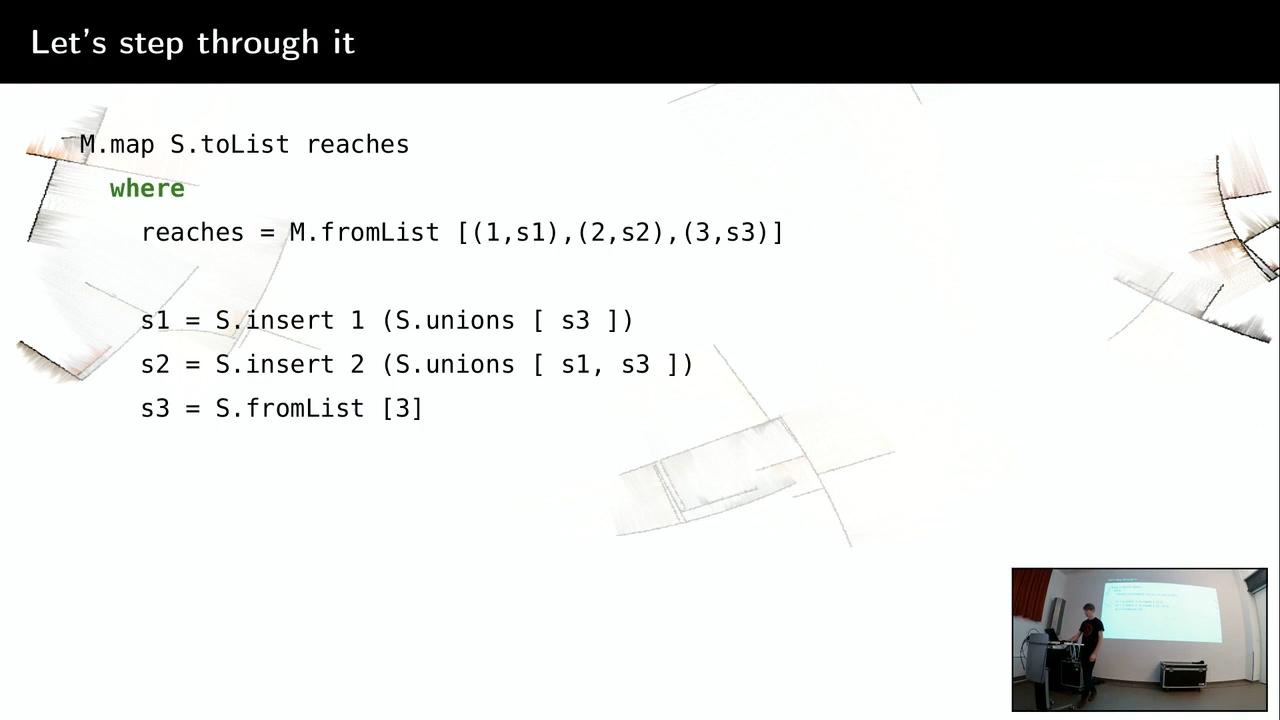 Let's step through it
M.map S.toList reaches
where
reaches = M.fromList [(1,s1),(2,s2),(3,s3)]
s1 = S.insert 1 (S.unions [ s3 ])
s2 = S.insert 2 (S.unions [ s1, s3 ])
s3 = S.fromList [3]